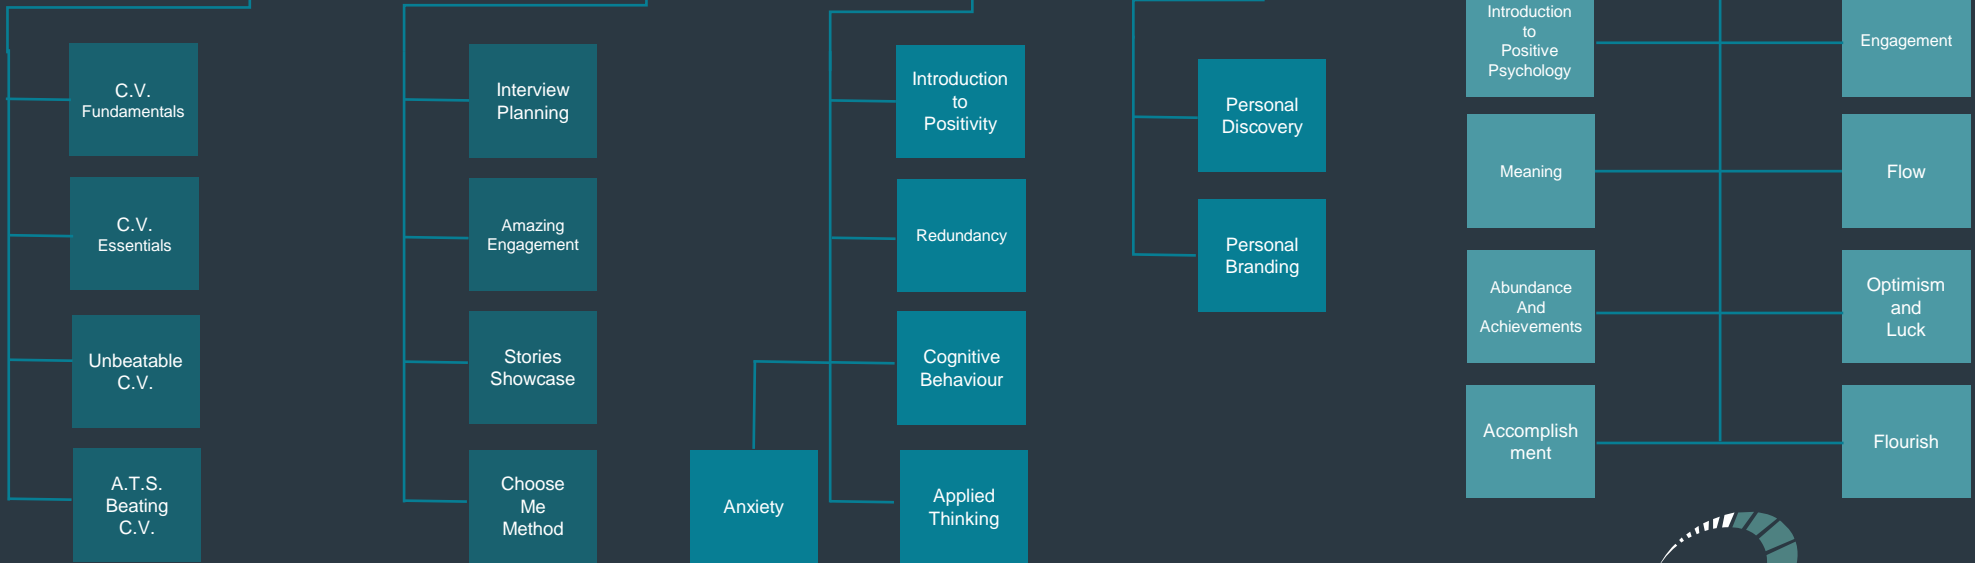 C.V.
Fundamentals
C.V.
Essentials
Unbeatable
C.V.
A.T.S.
Beating
C.V.
Interview
Planning
Amazing
Engagement
Stories
Showcase
Choose
Me
Method
Introduction
to
Positivity
Redundancy
Cognitive
Behaviour
Anxiety
Applied
Thinking
Personal
Discovery
Personal
Branding
Introduction
to
Positive
Psychology
Meaning
Abundance
And
Achievements
Accomplish
ment
Engagement
Flow
Optimism
and
Luck
Flourish